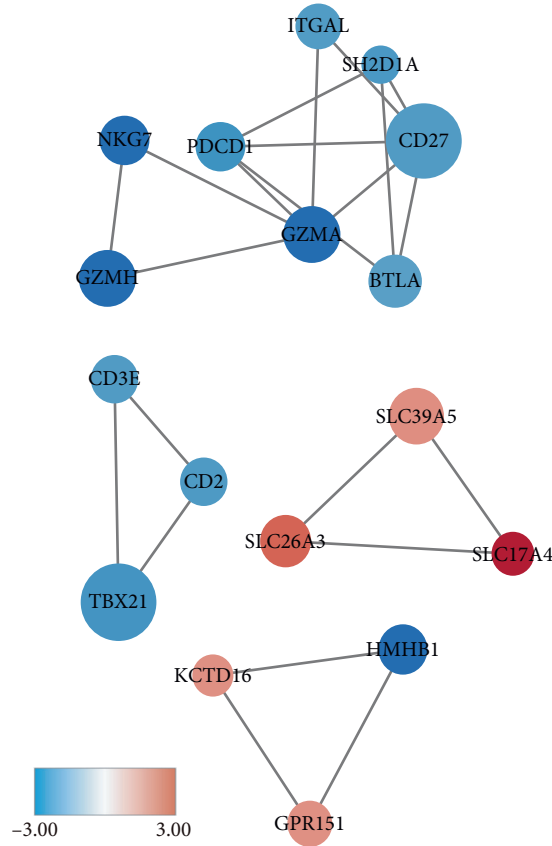 ITGAL
SH2D1A
NKG7
PDCD1
CD27
GZMA
GZMH
BTLA
CD3E
SLC39A5
CD2
SLC26A3
SLC17A4
TBX21
HMHB1
KCTD16
GPR151
−3.00 3.00